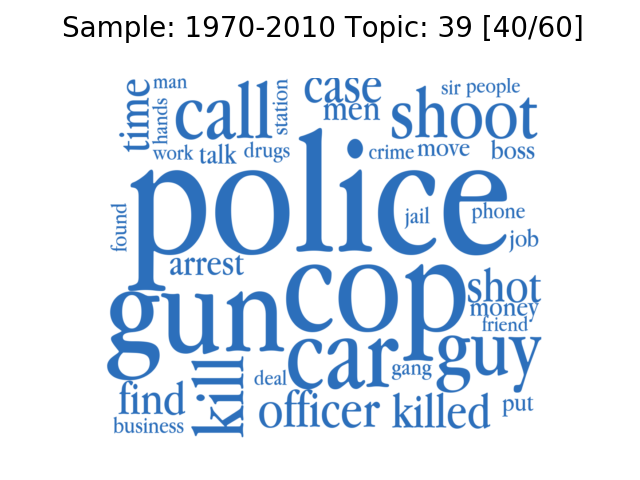 Sample: 1970-2010 Topic: 39 [40/60]
time
man
hands
call
station
case
men
sir
people
shoot
work
talk
drugs
crime
move
boss
police
found
jail
phone
job
arrest
gun
cop
shot
money
friend
car
guy
kill
deal
gang
find
officer
killed
put
business